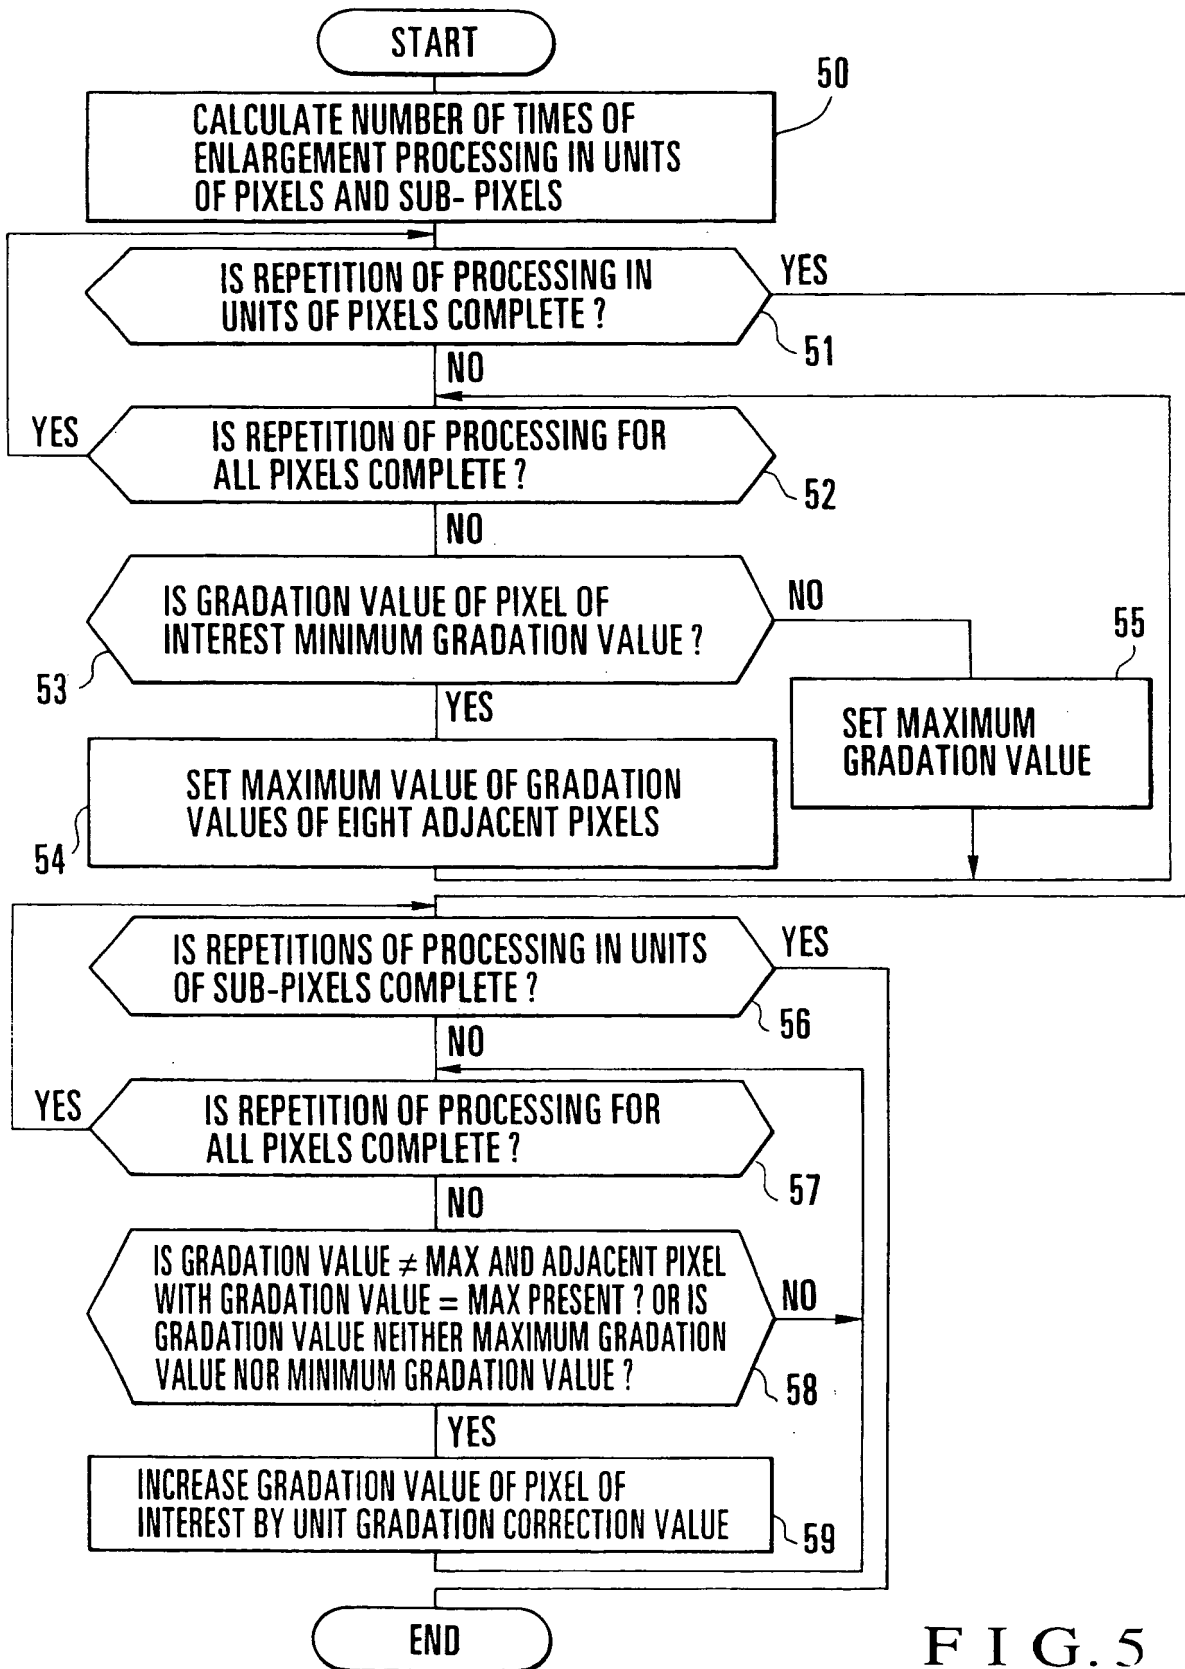 START
50
CALCULATE NUMBER OF TIMES OF
ENLARGEMENT PROCESSING IN UNITS
OF PIXELS AND SUB- PIXELS
IS REPETITION OF PROCESSING IN
UNITS OF PIXELS COMPLETE ?
YES
51
NO
YES
IS REPETITION OF PROCESSING FOR
ALL PIXELS COMPLETE ?
52
NO
IS GRADATION VALUE OF PIXEL OF
INTEREST MINIMUM GRADATION VALUE ?
NO
53
55
YES
SET MAXIMUM
GRADATION VALUE
SET MAXIMUM VALUE OF GRADATION
VALUES OF EIGHT ADJACENT PIXELS
54
IS REPETITIONS OF PROCESSING IN UNITS
OF SUB-PIXELS COMPLETE ?
YES
56
NO
YES
IS REPETITION OF PROCESSING FOR
ALL PIXELS COMPLETE ?
57
NO
IS GRADATION VALUE ≠ MAX AND ADJACENT PIXEL
WITH GRADATION VALUE = MAX PRESENT ? OR IS
GRADATION VALUE NEITHER MAXIMUM GRADATION
VALUE NOR MINIMUM GRADATION VALUE ?
NO
58
YES
INCREASE GRADATION VALUE OF PIXEL OF
INTEREST BY UNIT GRADATION CORRECTION VALUE
59
END
FIG. 5